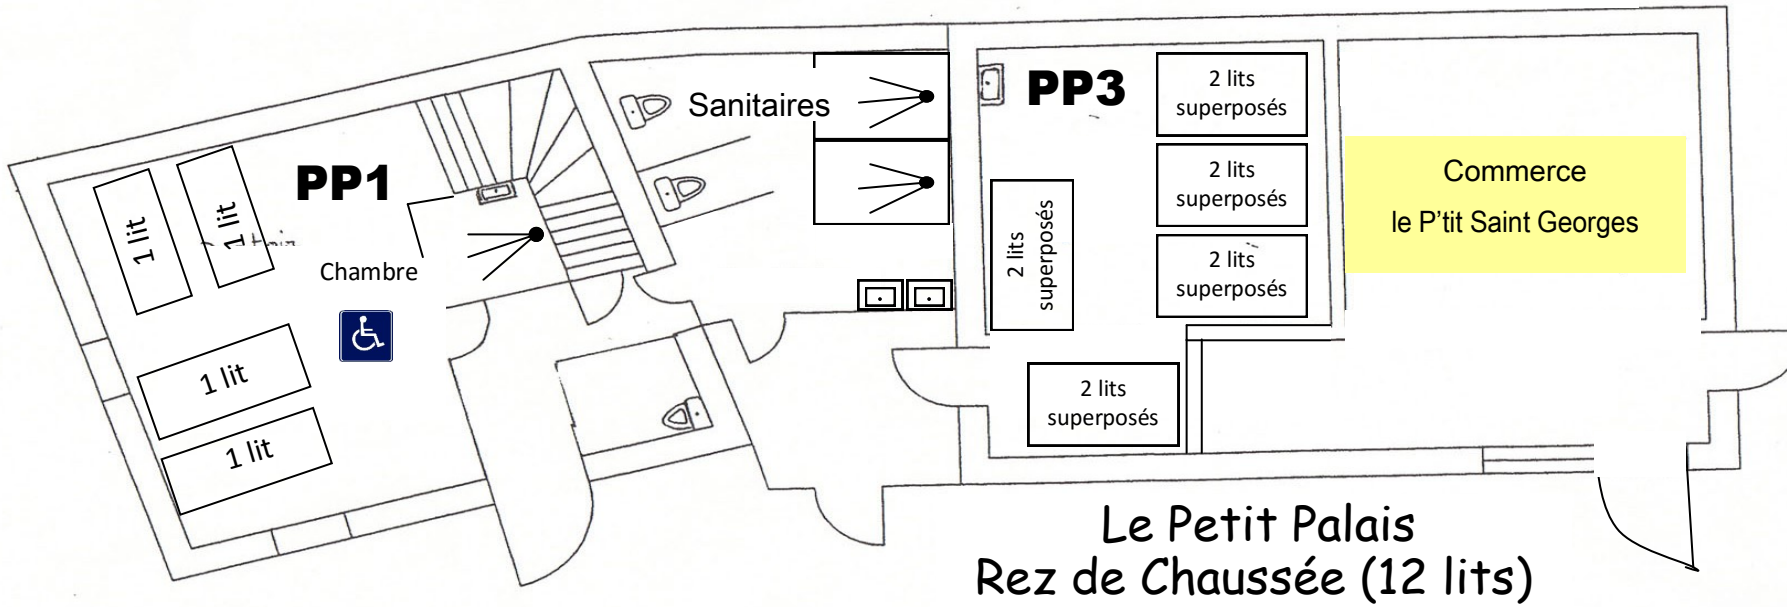 PP1
1 lit
1 lit
Chambre
1 lit
1 lit
Sanitaires
PP3
2 lits
superposés
2 lits
superposés
2 lits
superposés
2 lits
superposés
2 lits
superposés
Commerce
le P'tit Saint Georges
Le Petit Palais
Rez de Chaussée (12 lits)